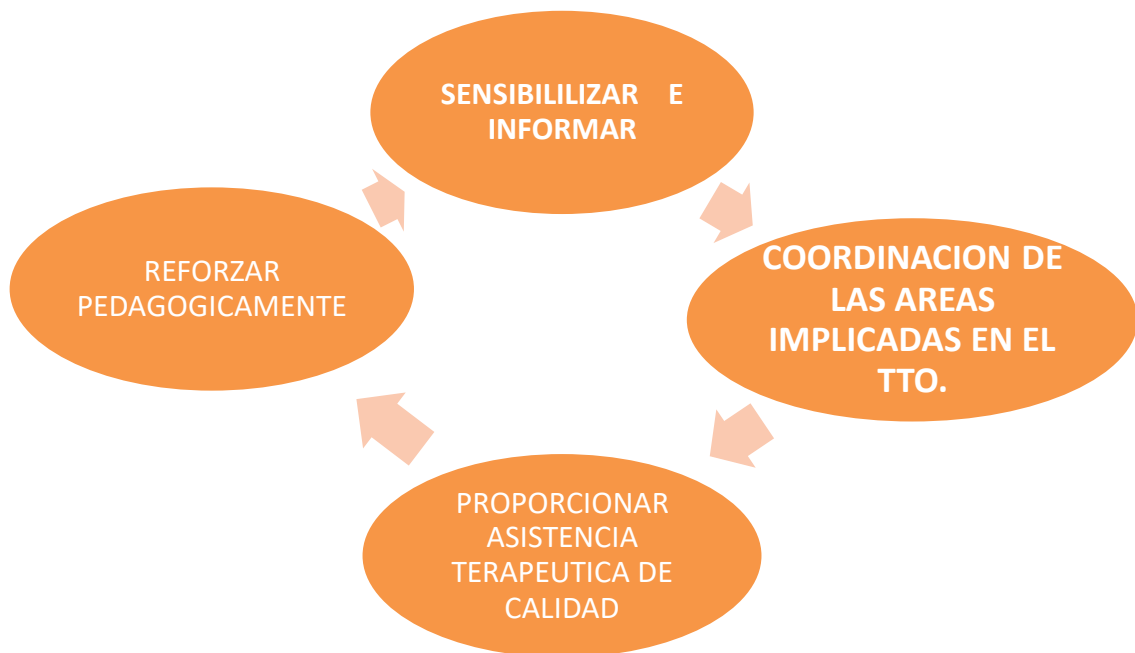 SENSIBILILIZAR E
INFORMAR
COORDINACION DE
LAS AREAS
IMPLICADAS EN EL
TTO.
PROPORCIONAR
ASISTENCIA
TERAPEUTICA DE
CALIDAD
REFORZAR
PEDAGOGICAMENTE